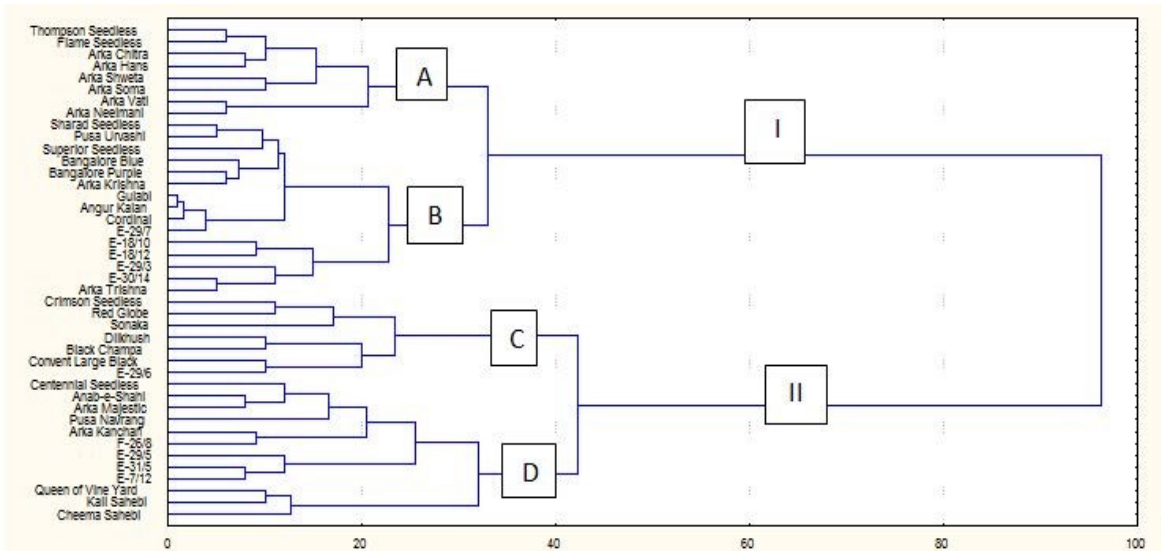 Thompson Seedless
Flame Seedless
Arka Chitra
Arka Hans
A
Arka Shweta
Arka Soma
Arka Vati
Arka Neelmani
I
Sharad Seedless
Pusa Urvashi
Superior Seedless
Bangalore Blue
Bangalore Purple
Arka Krishna
Gulabi
Angur Kalan
B
Cordinal
E-29/7
E-18/10
E-18/12
E-29/3
E-30/14
Arka Trishna
Crimson Seedless
Red Globe
Sonaka
C
Dilkhush
Black Champa
Convent Large Black
E-29/6
Centennial Seedless
II
Anab-e-Shahi
Arka Majestic
Pusa Navrang
Arka Kanchan
F-26/8
E-29/5
E-31/5
D
E-7/12
Queen of Vine Yard
Kali Sahebi
Cheema Sahebi
0 20 40 60 80 100